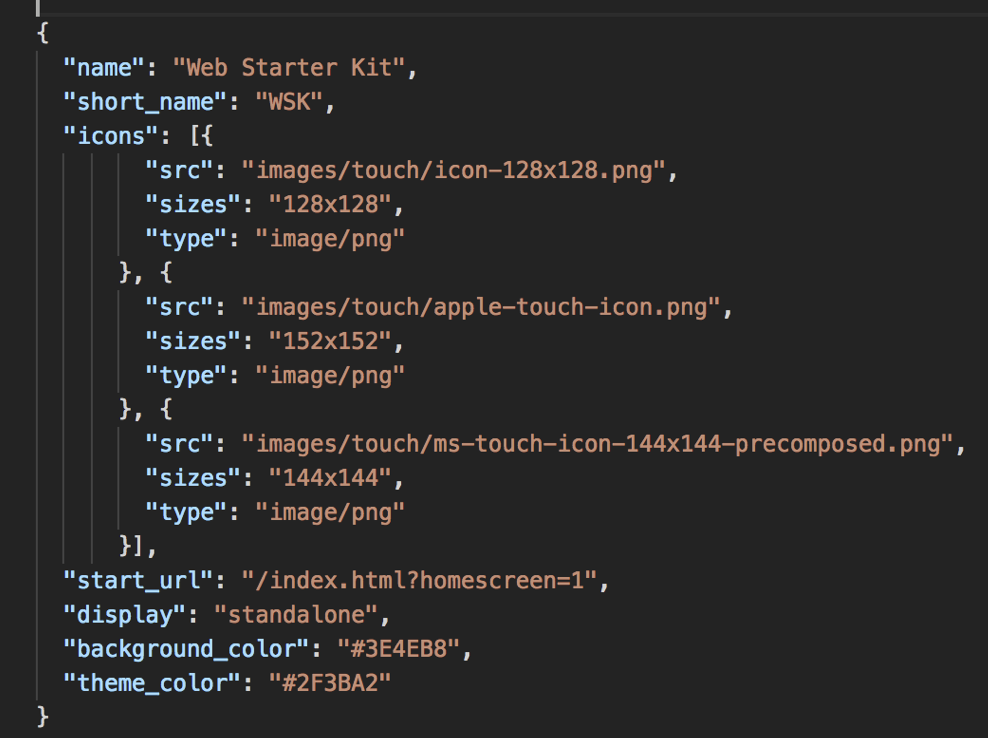 {
  "name": "Web Starter Kit",
  "short_name": "WSK",
  "icons": [{
        "src": "images/touch/icon-128x128.png",
        "sizes": "128x128",
        "type": "image/png"
      }, {
        "src": "images/touch/apple-touch-icon.png",
        "sizes": "152x152",
        "type": "image/png"
      }, {
        "src": "images/touch/ms-touch-icon-144x144-precomposed.png",
        "sizes": "144x144",
        "type": "image/png"
      }],
  "start_url": "/index.html?homescreen=1",
  "display": "standalone",
  "background_color": "#3E4EB8",
  "theme_color": "#2F3BA2"
}